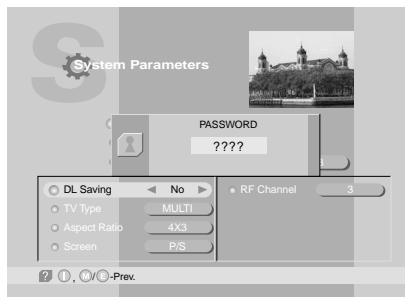 S
System Parameters
PASSWORD
????
DL Saving No
RF Channel 3
TV Type MULTI
Aspect Ratio 4X3
Screen P/S
? I , M / E -Prev.